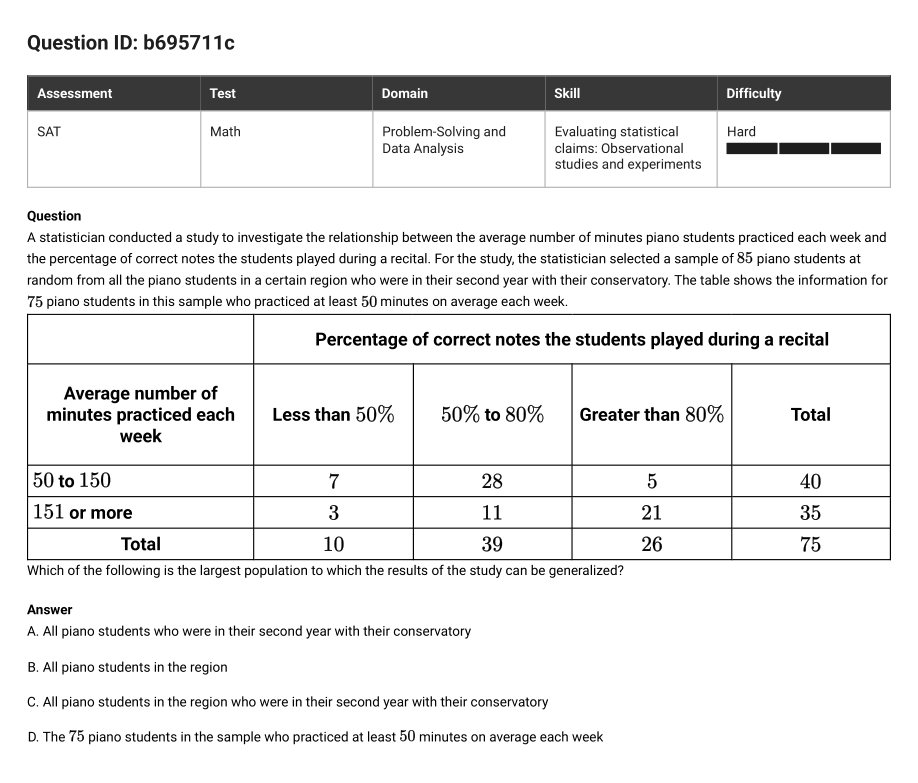 Question ID: b695711c
Assessment Test Domain Skill Difficulty
SAT Math Problem-Solving and Data Analysis Evaluating statistical claims: Observational studies and experiments Hard
Question
A statistician conducted a study to investigate the relationship between the average number of minutes piano students practiced each week and
the percentage of correct notes the students played during a recital. For the study, the statistician selected a sample of 85 piano students at
random from all the piano students in a certain region who were in their second year with their conservatory. The table shows the information for
75 piano students in this sample who practiced at least 50 minutes on average each week.
Percentage of correct notes the students played during a recital
Average number of minutes practiced each week Less than 50% 50% to 80% Greater than 80% Total
50 to 150 7 28 5 40
151 or more 3 11 21 35
Total 10 39 26 75
Which of the following is the largest population to which the results of the study can be generalized?
Answer
A. All piano students who were in their second year with their conservatory
B. All piano students in the region
C. All piano students in the region who were in their second year with their conservatory
D. The 75 piano students in the sample who practiced at least 50 minutes on average each week